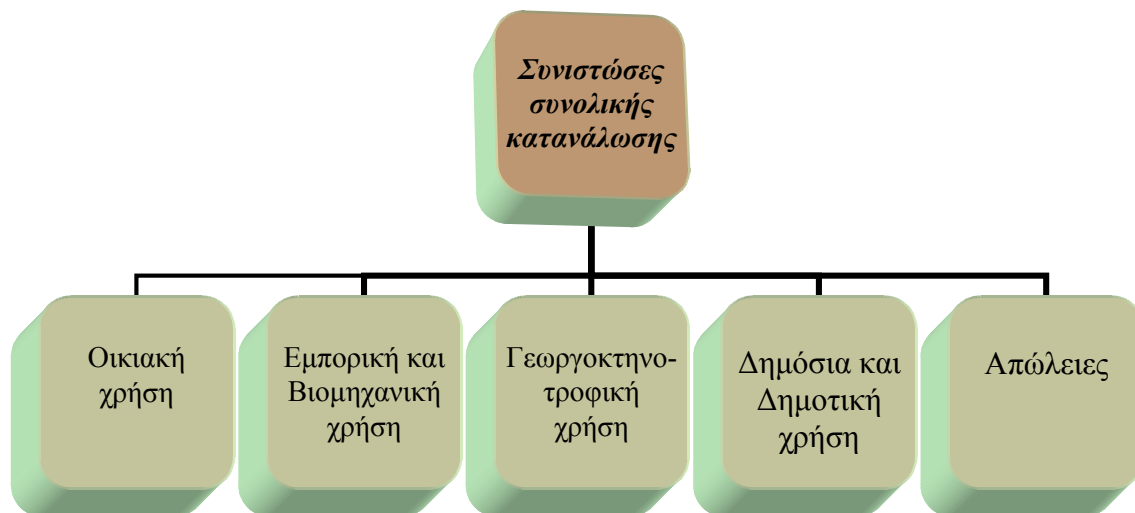 Συνιστώσες
συνολικής
κατανάλωσης
Οικιακή
χρήση
Εμπορική και
Βιομηχανική
χρήση
Γεωργοκτηνο-
τροφική
χρήση
Δημόσια και
Δημοτική
χρήση
Απώλειες